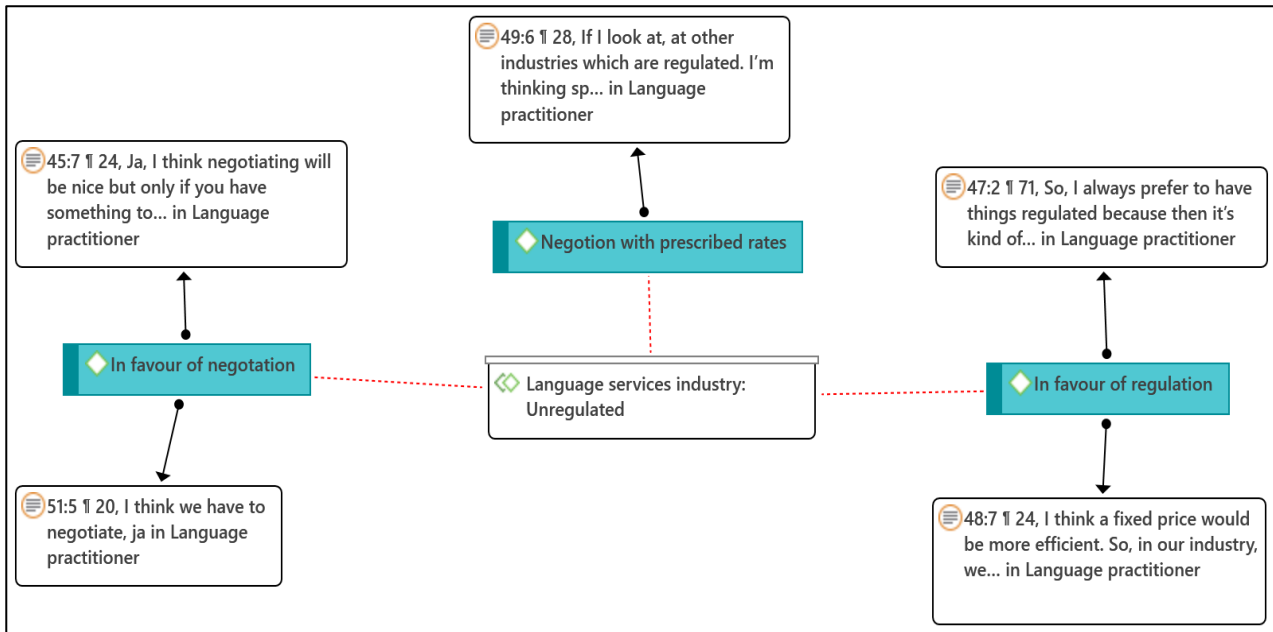 49:6 ¶ 28, If I look at, at other
industries which are regulated. I’m
thinking sp... in Language
practitioner
45:7 ¶ 24, Ja, I think negotiating will
be nice but only if you have
something to... in Language
practitioner
47:2 ¶ 71, So, I always prefer to have
things regulated because then it’s
kind of... in Language practitioner
Negotion with prescribed rates
In favour of negotation
Language services industry:
Unregulated
In favour of regulation
51:5 ¶ 20, I think we have to
negotiate, ja in Language
practitioner
48:7 ¶ 24, I think a fixed price would
be more efficient. So, in our industry,
we... in Language practitioner